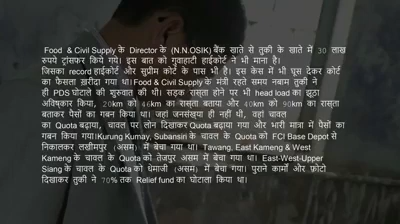 Food & Civil Supply के Director के (N.N.OSIK) बैंक खाते से तुकी के खाते में 30 लाख
रुपये ट्रांसफर किये गये। इस बात को गुवाहाटी हाईकोर्ट ने भी माना है।
जिसका record हाईकोर्ट और सुप्रीम कोर्ट के पास भी है। इस केस में भी घूस देकर कोर्ट
का फैसला खरीदा गया था। Food & Civil Supply के मंत्री रहते समय नबाम तुकी ने
ही PDS घोटाले की शुरुवात की थी। सड़क रास्ता होने पर भी head load का झूठा
अविष्कार किया, 20km को 46km का रास्ता बताया और 40km को 90km का रास्ता
बताकर पैसों का गबन किया था। जहां जनसंख्या ही नहीं थी, वहां चावल
का Quota बढ़ाया, चावल पर लोन दिखाकर Quota बढ़ाया गया और भारी मात्रा में पैसों का
गबन किया गया। Kurung Kumay, Subansiri के चावल के Quota को FCI Base Depot से
निकालकर लखीमपुर (असम) में बेचा गया था। Tawang, East Kameng & West
Kameng के चावल के Quota को तेजपुर असम में बेचा गया था। East-West-Upper
Siang के चावल के Quota को धेमाजी (असम) में बेचा गया था। पुराने कामों और फ़ोटो
दिखाकर तुकी ने 70% तक Relief fund का घोटाला किया था।